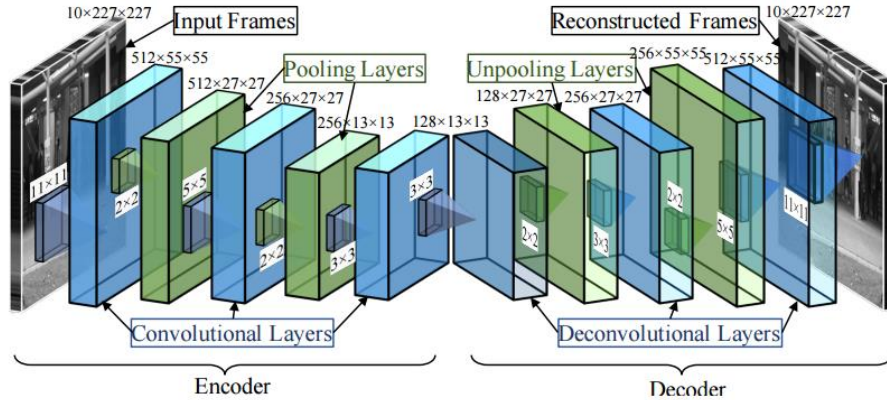 10×227×227
Input Frames
Reconstructed Frames
10×227×227
512×55×55
512×27×27
Pooling Layers
256×27×27
256×13×13
128×13×13
Unpooling Layers
128×27×27
256×27×27
256×55×55
512×55×55
11×11
2×2
5×5
2×2
3×3
3×3
2×2
3×3
2×2
5×5
11×11
Convolutional Layers
Deconvolutional Layers
Encoder
Decoder